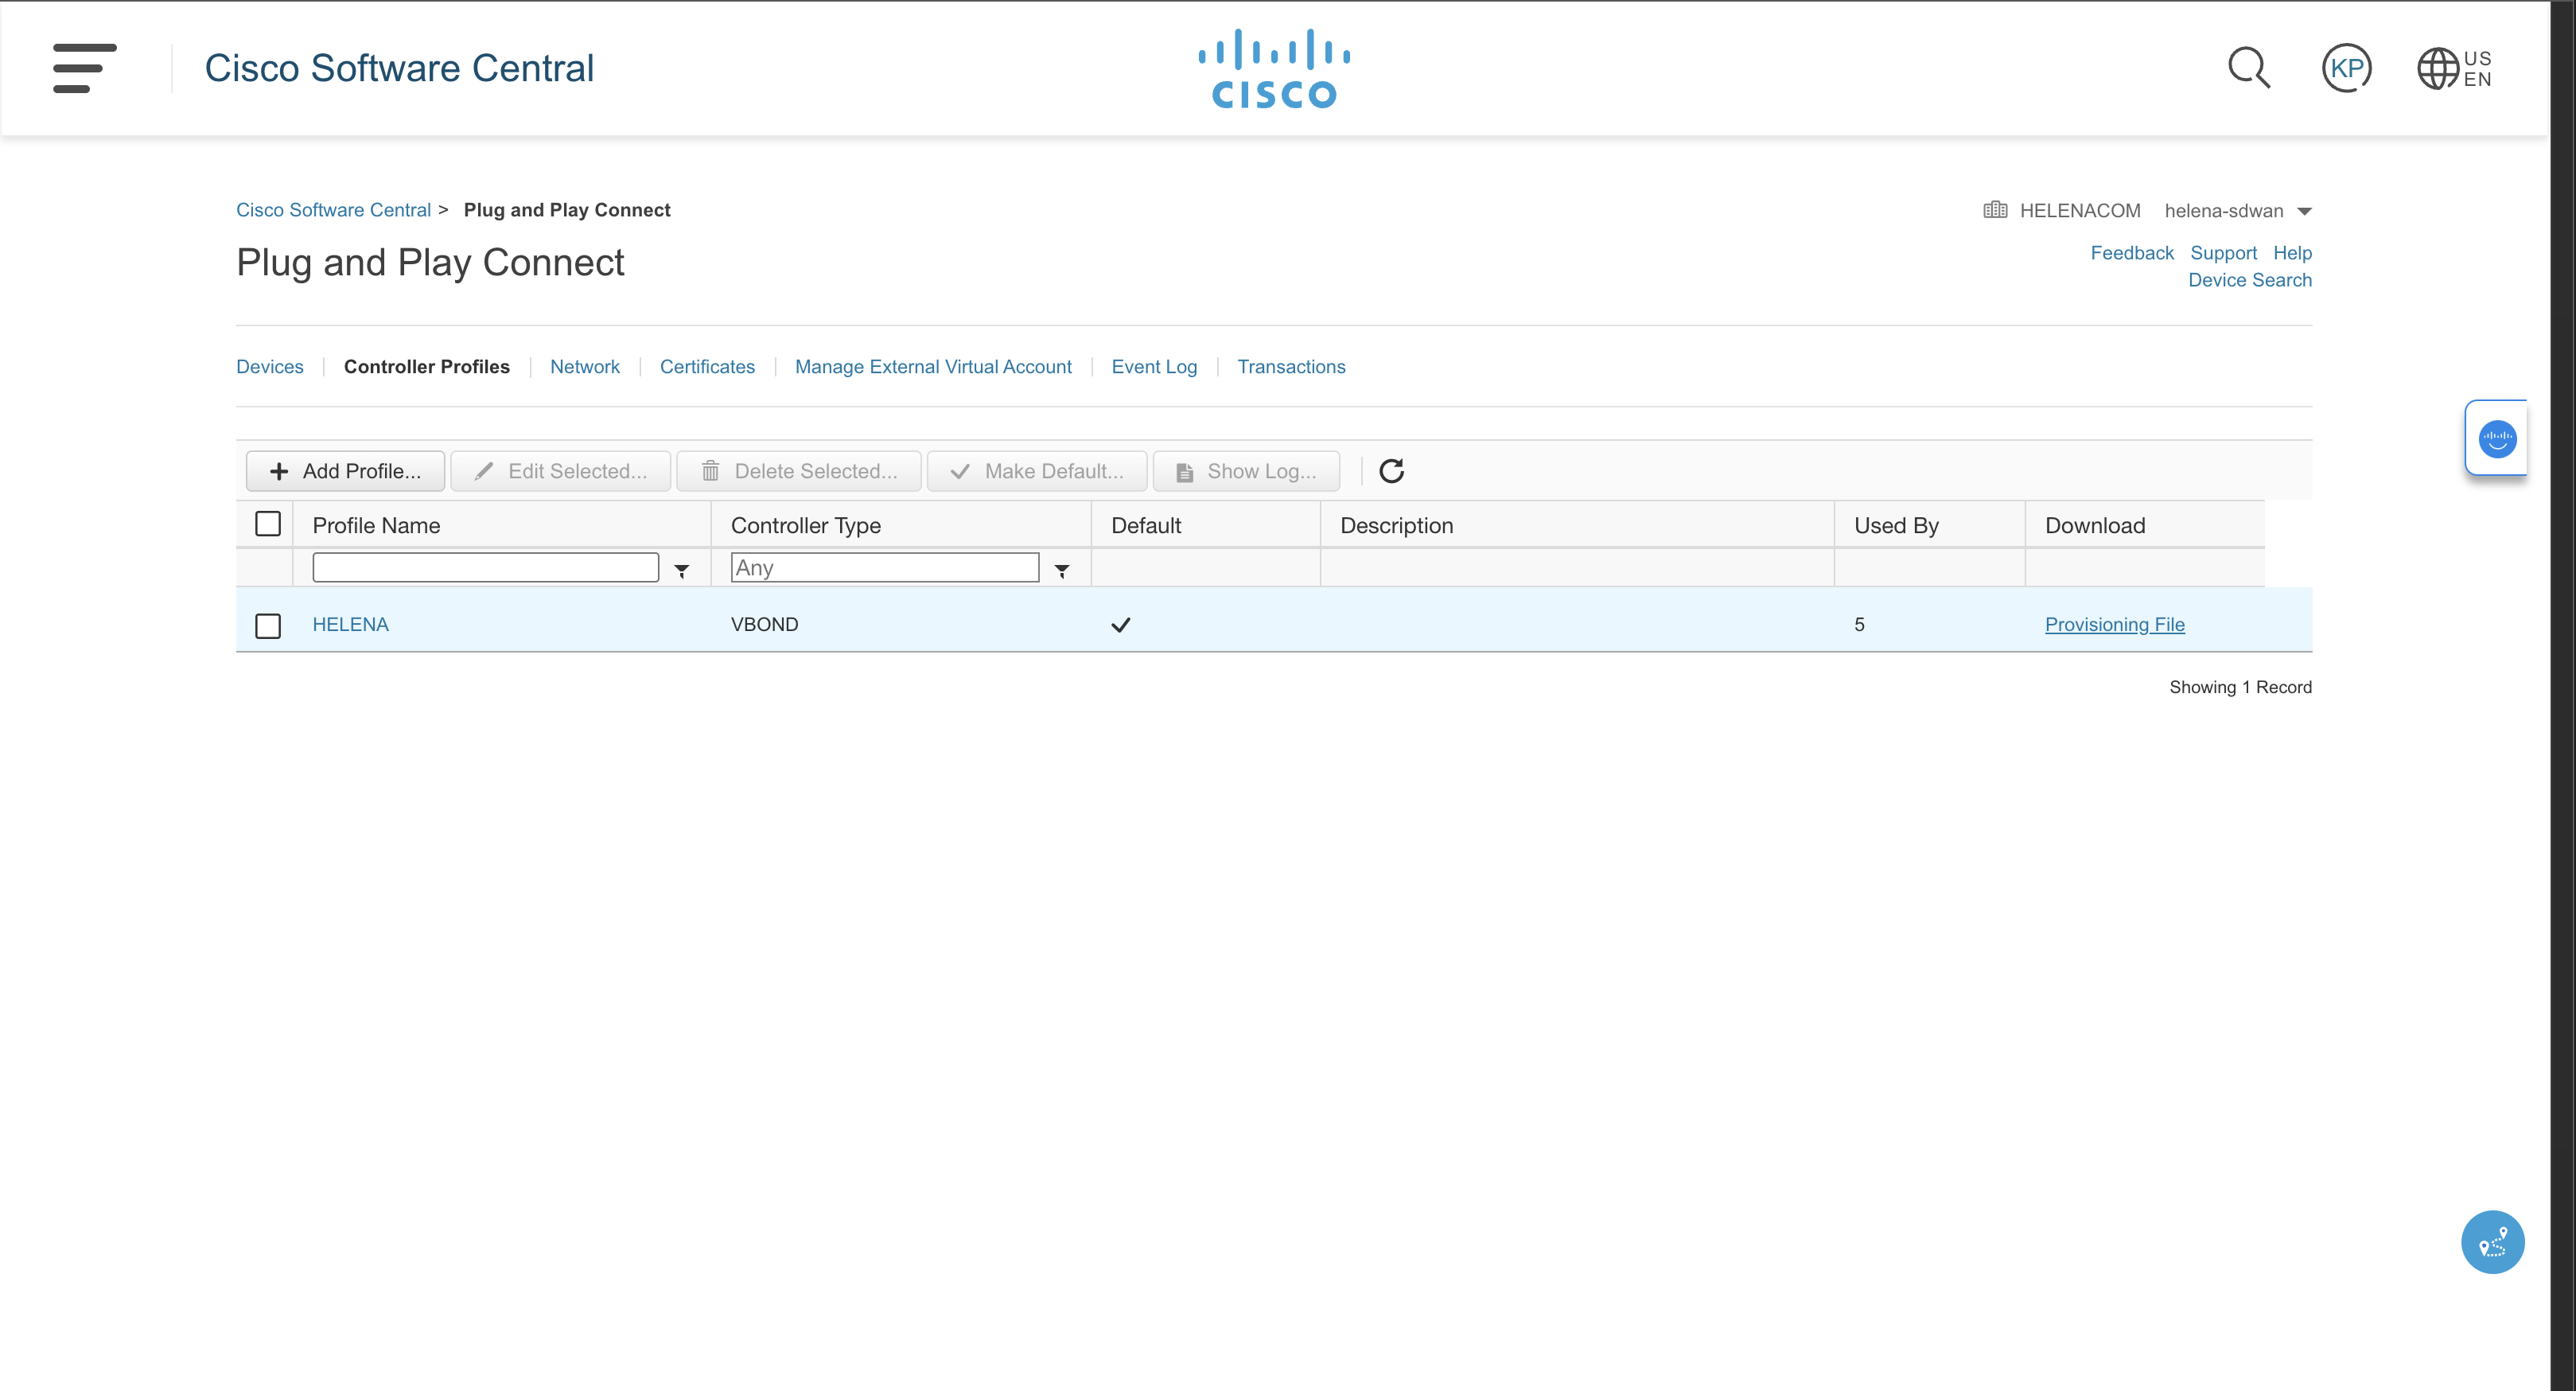 Cisco Software Central
CISCO
KP
US
EN
Cisco Software Central > Plug and Play Connect
HELENACOM helena-sdwan
Plug and Play Connect
Feedback Support Help
Device Search
Devices Controller Profiles Network Certificates Manage External Virtual Account Event Log Transactions
Add Profile... Edit Selected... Delete Selected... Make Default... Show Log...
Profile Name Controller Type Default Description Used By Download
Any
HELENA VBOND 5 Provisioning File
Showing 1 Record